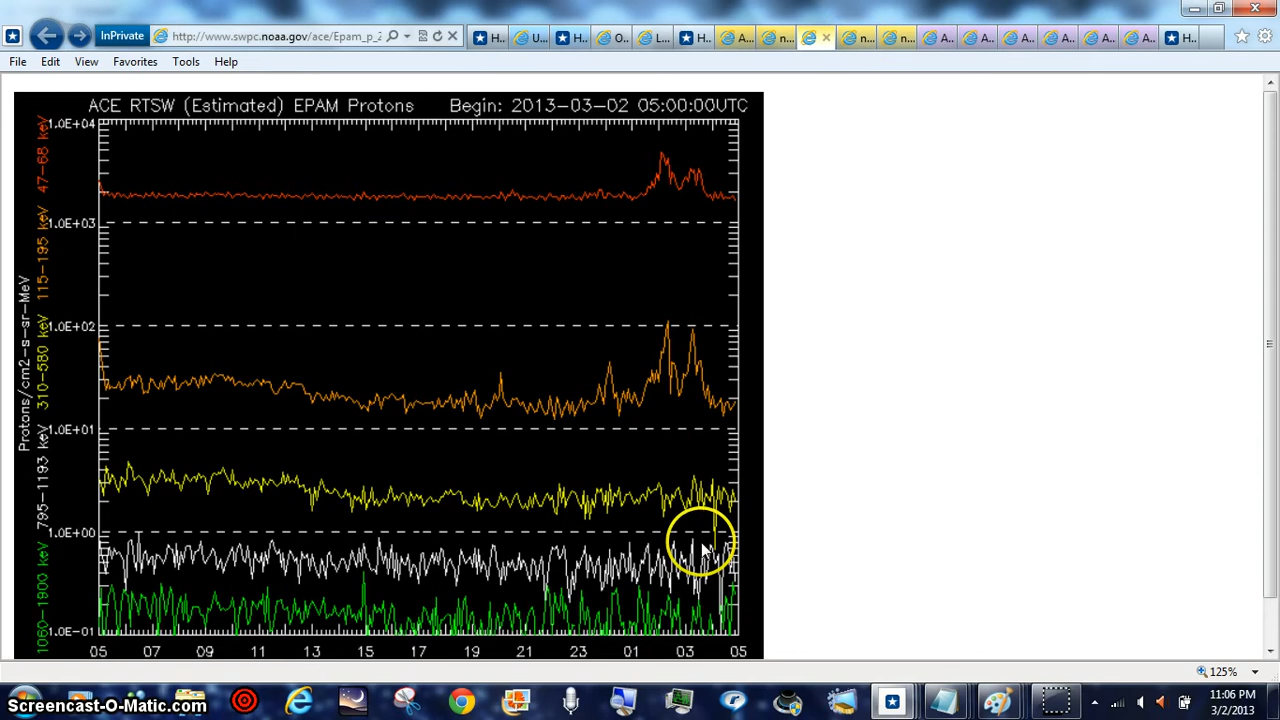 InPrivate
http://www.swpc.noaa.gov/ace/Epam_p_2
H...
U...
H...
O...
L...
H...
A...
n...
n...
n...
A...
A...
A...
A...
A...
A...
H...
File Edit View Favorites Tools Help
ACE RTSW (Estimated) EPAM Protons Begin: 2013-03-02 05:00:00UTC
1.0E+04
1.0E+03
1.0E+02
1.0E+01
1.0E+00
1.0E-01
Protons/cm2-s-sr-MeV
47-68 keV
115-195 keV
310-580 keV
795-1193 keV
1060-1900 keV
05 07 09 11 13 15 17 19 21 23 01 03 05
125%
Screencast-O-Matic.com
11:06 PM
3/2/2013